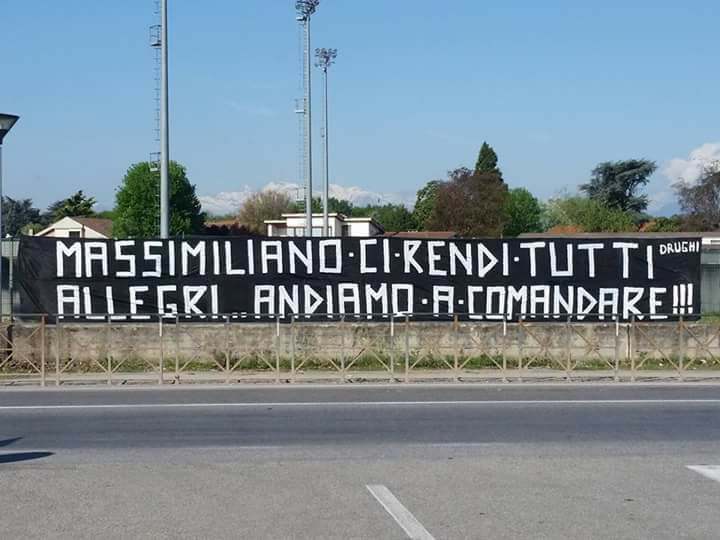 MASSIMILIANO·CI·RENDI·TUTTI
DRUGHI
ALLEGRI...ANDIAMO·A·COMANDARE!!!